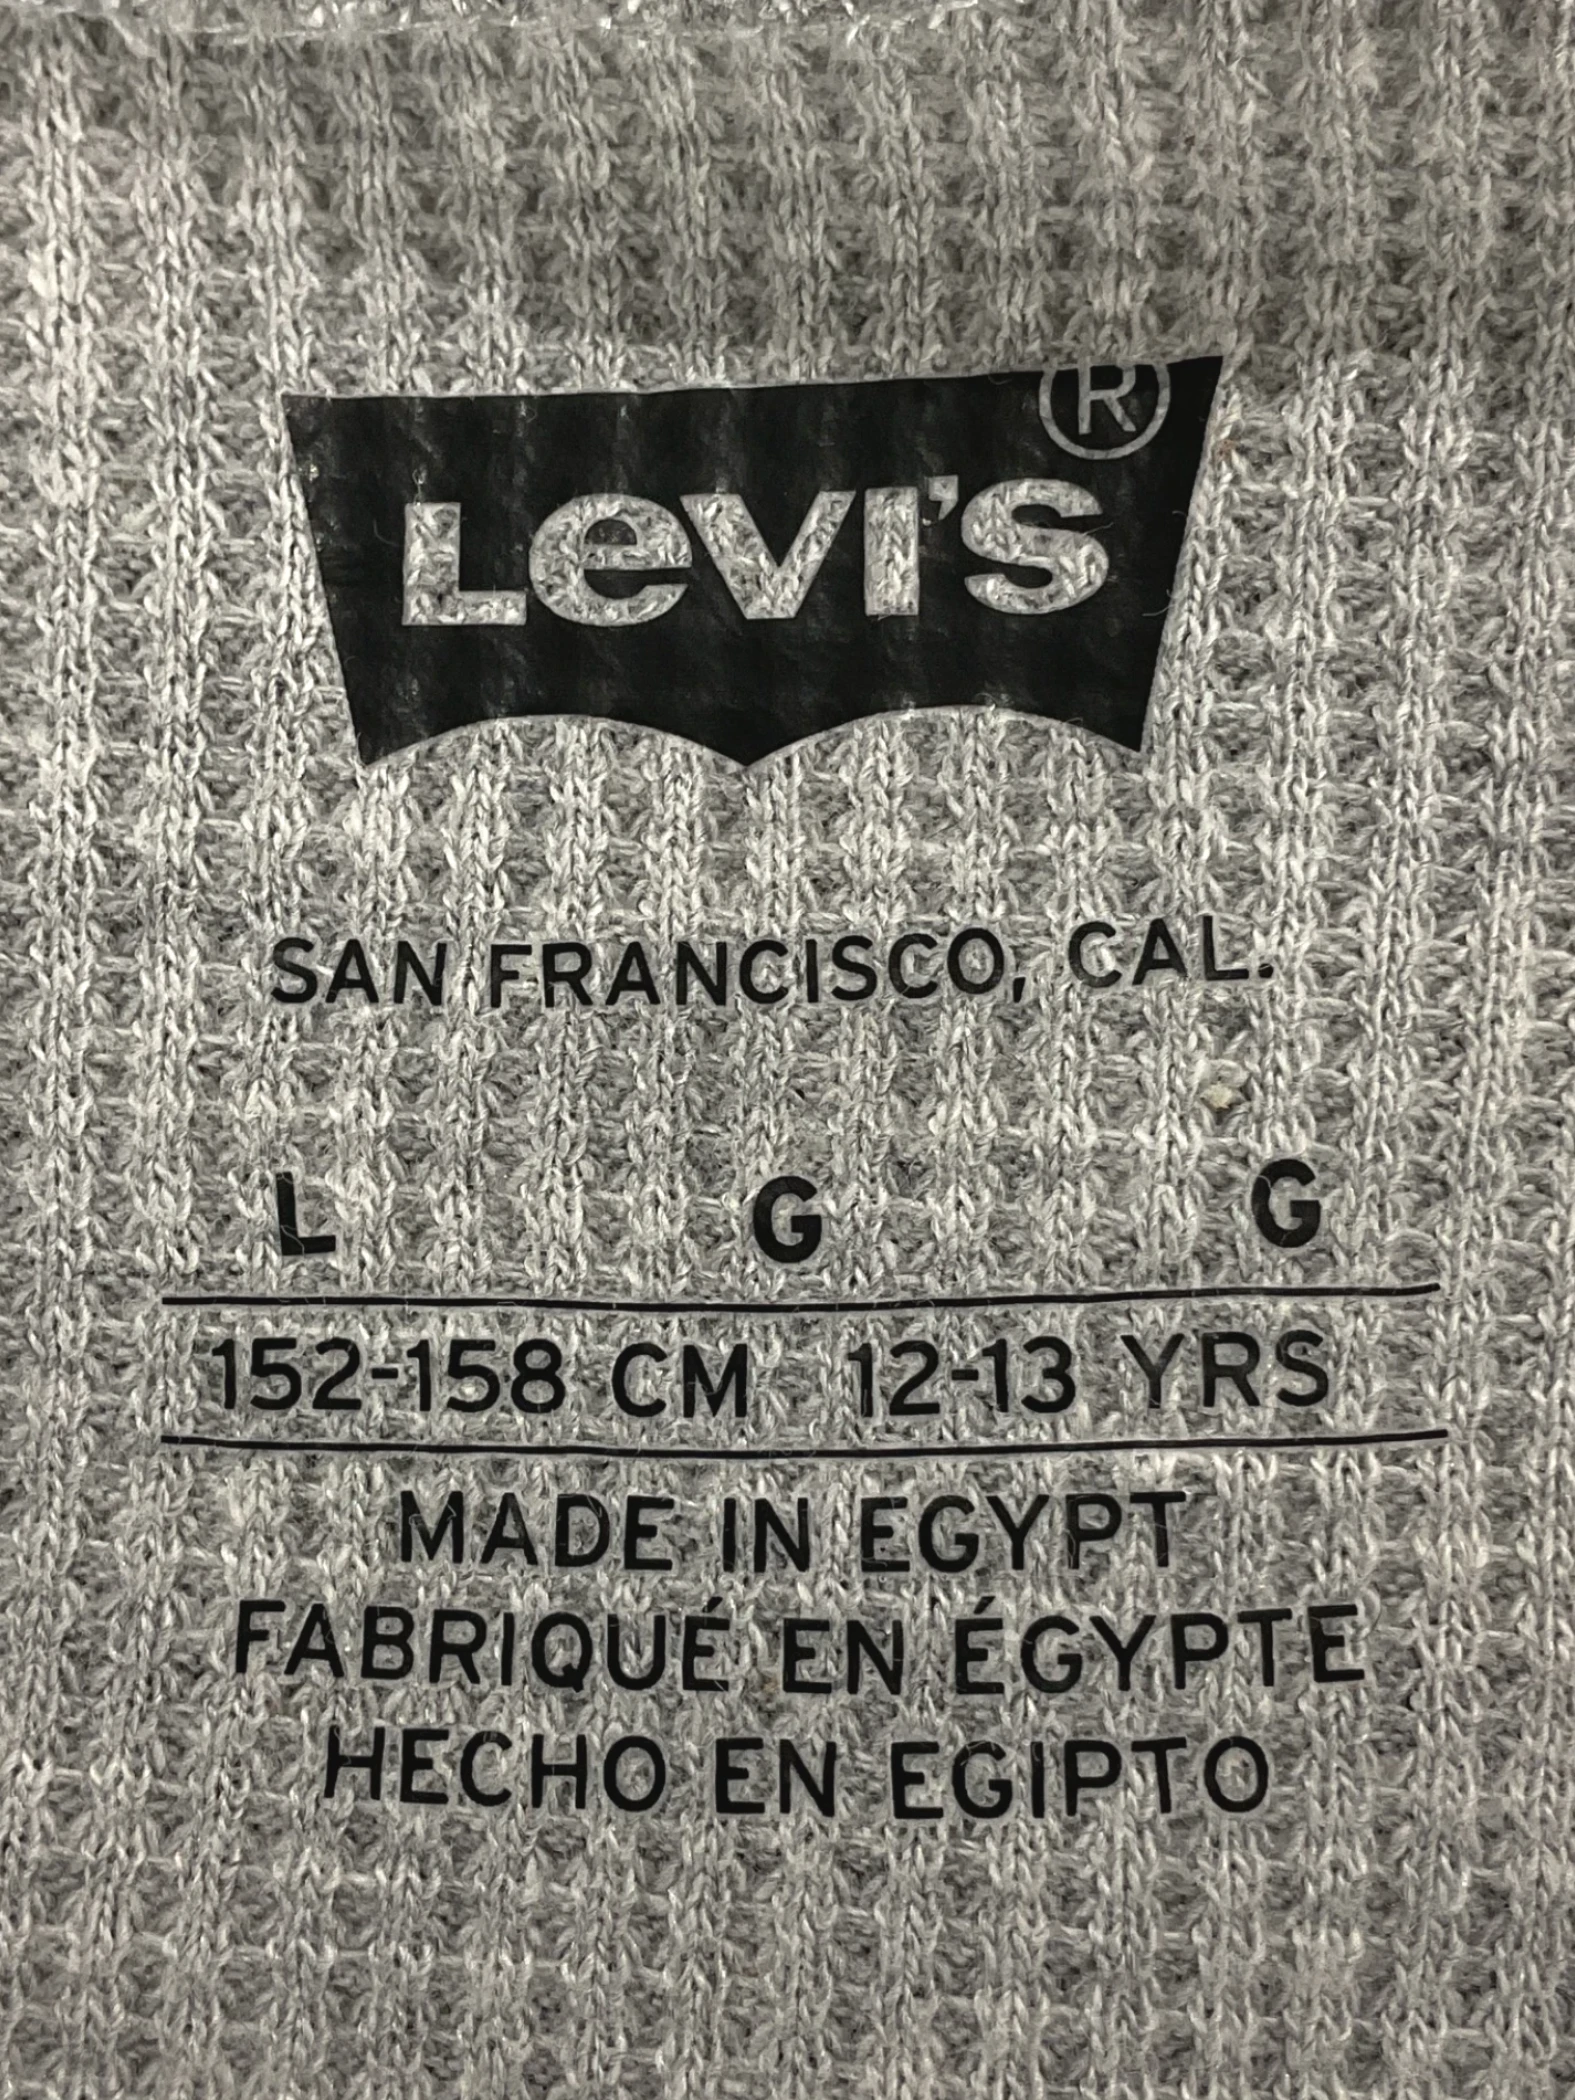 Levi's ®
SAN FRANCISCO, CAL.
L G G
152-158 CM 12-13 YRS
MADE IN EGYPT
FABRIQUÉ EN ÉGYPTE
HECHO EN EGIPTO